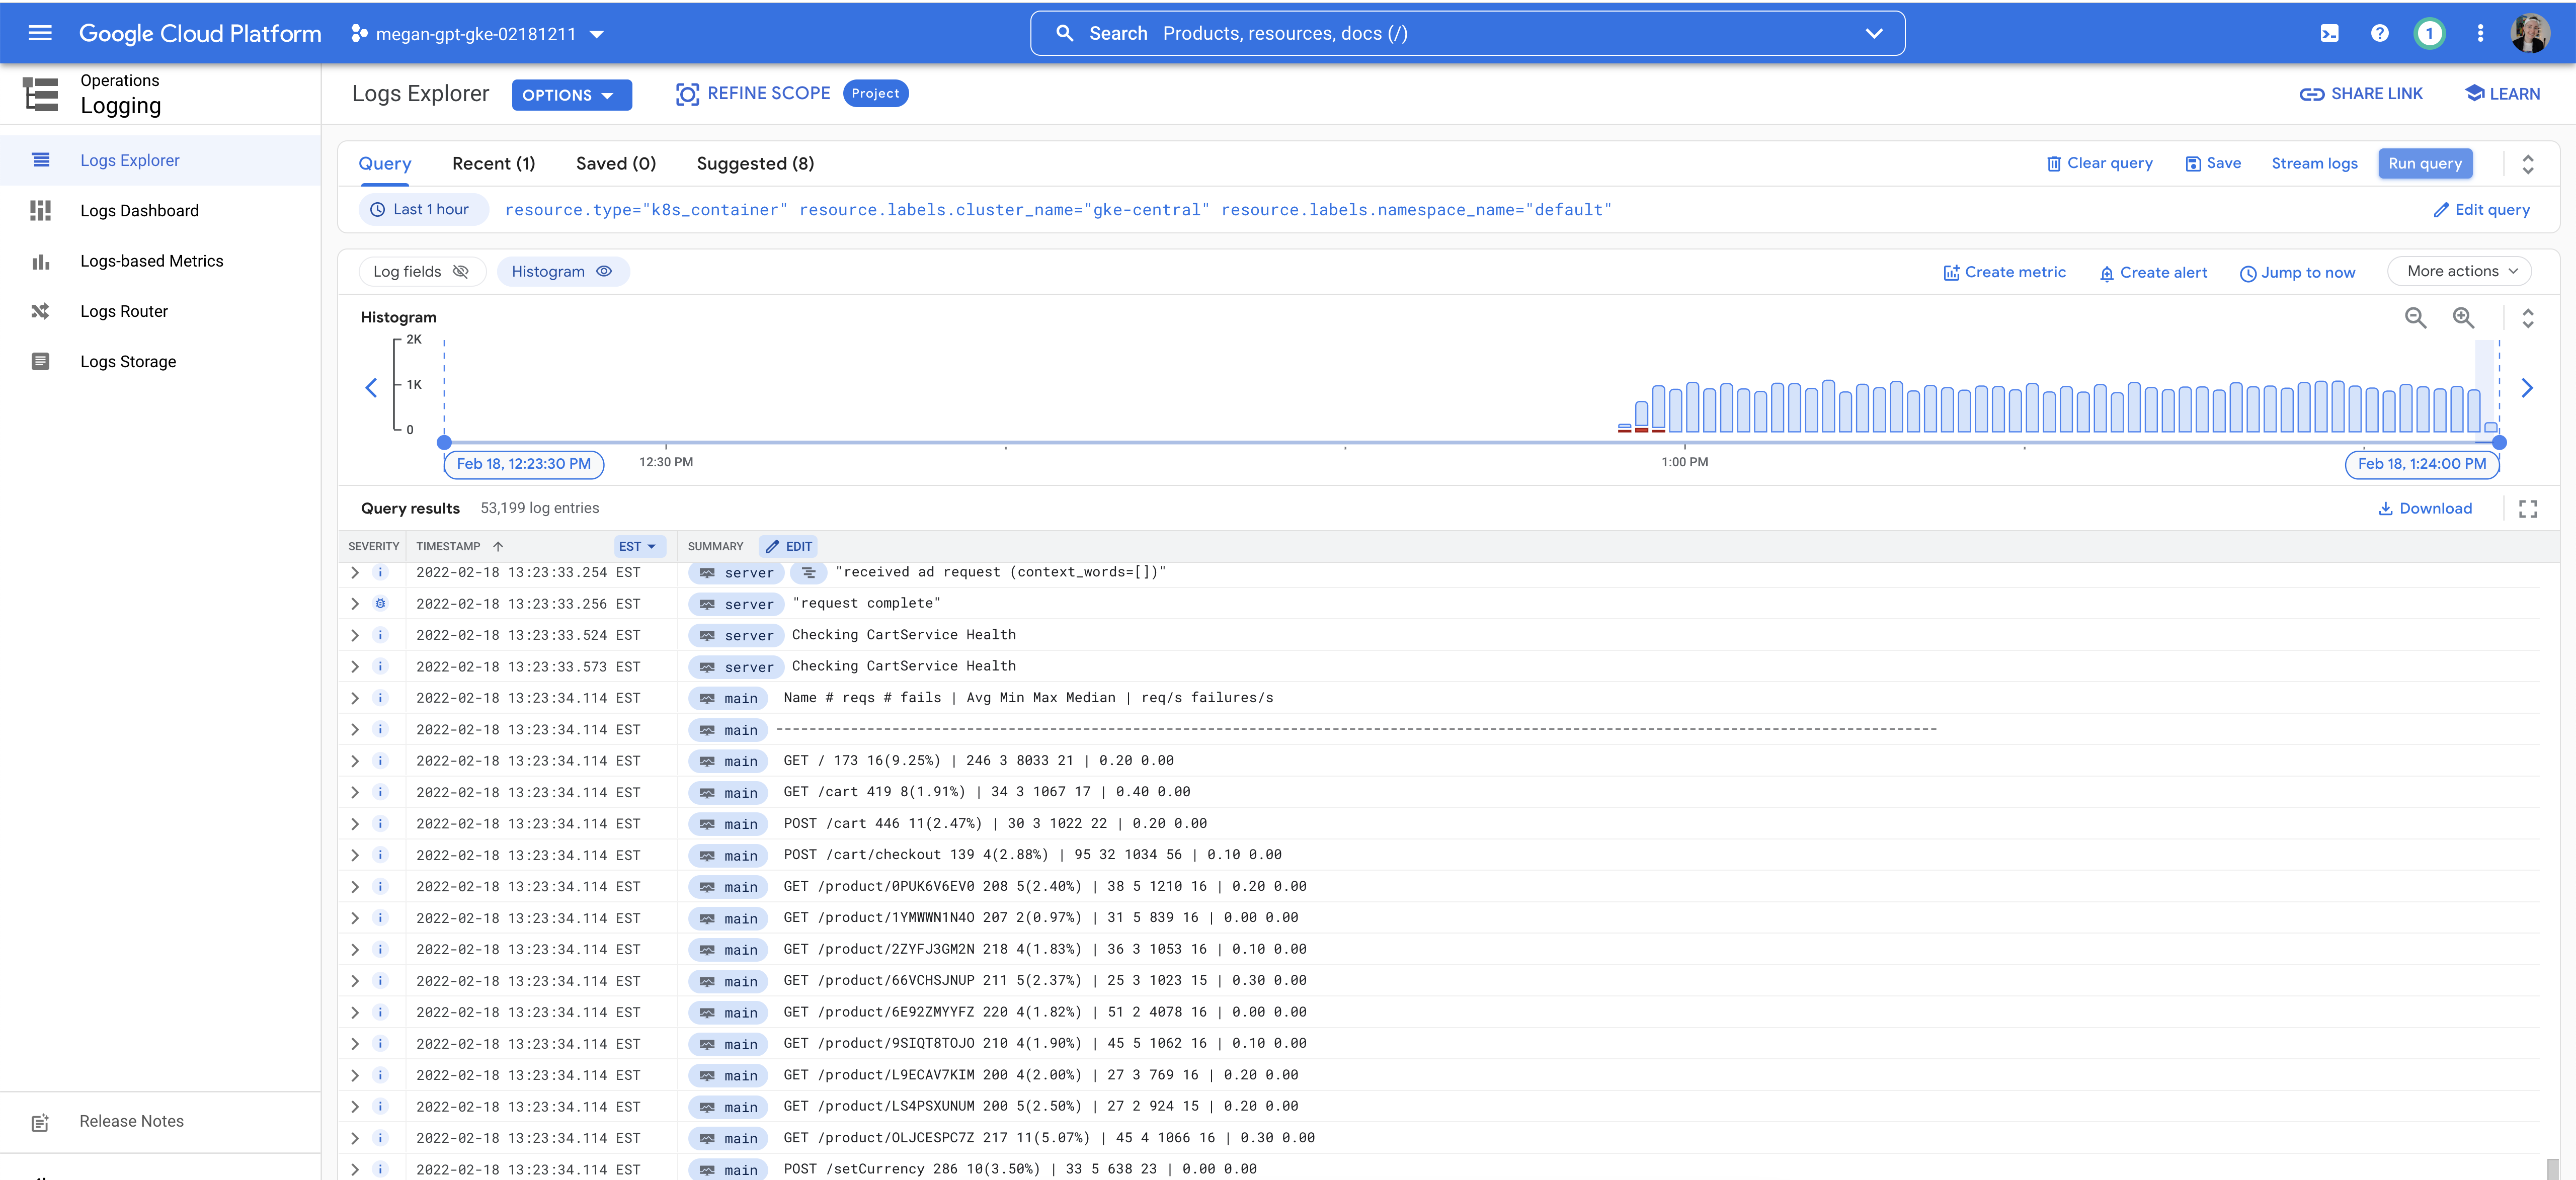 Google Cloud Platform
megan-gpt-gke-02181211
Search Products, resources, docs (/)
1
Operations
Logging
Logs Explorer
OPTIONS
REFINE SCOPE
Project
SHARE LINK
LEARN
Logs Explorer
Logs Dashboard
Logs-based Metrics
Logs Router
Logs Storage
Release Notes
Query
Recent (1)
Saved (0)
Suggested (8)
Clear query
Save
Stream logs
Run query
Last 1 hour
resource.type="k8s_container" resource.labels.cluster_name="gke-central" resource.labels.namespace_name="default"
Edit query
Log fields
Histogram
Create metric
Create alert
Jump to now
More actions
Histogram
2K
1K
0
Feb 18, 12:23:30 PM
12:30 PM
1:00 PM
Feb 18, 1:24:00 PM
Query results 53,199 log entries
Download
SEVERITY TIMESTAMP EST SUMMARY EDIT
i 2022-02-18 13:23:33.254 EST server "received ad request (context_words=[])"
2022-02-18 13:23:33.256 EST server "request complete"
i 2022-02-18 13:23:33.524 EST server Checking CartService Health
i 2022-02-18 13:23:33.573 EST server Checking CartService Health
i 2022-02-18 13:23:34.114 EST main Name # reqs # fails | Avg Min Max Median | req/s failures/s
i 2022-02-18 13:23:34.114 EST main --------------------------------------------------------------------------------------------------------------------------------------------
i 2022-02-18 13:23:34.114 EST main GET / 173 16(9.25%) | 246 3 8033 21 | 0.20 0.00
i 2022-02-18 13:23:34.114 EST main GET /cart 419 8(1.91%) | 34 3 1067 17 | 0.40 0.00
i 2022-02-18 13:23:34.114 EST main POST /cart 446 11(2.47%) | 30 3 1022 22 | 0.20 0.00
i 2022-02-18 13:23:34.114 EST main POST /cart/checkout 139 4(2.88%) | 95 32 1034 56 | 0.10 0.00
i 2022-02-18 13:23:34.114 EST main GET /product/0PUK6V6EV0 208 5(2.40%) | 38 5 1210 16 | 0.20 0.00
i 2022-02-18 13:23:34.114 EST main GET /product/1YMWWN1N4O 207 2(0.97%) | 31 5 839 16 | 0.00 0.00
i 2022-02-18 13:23:34.114 EST main GET /product/2ZYFJ3GM2N 218 4(1.83%) | 36 3 1053 16 | 0.10 0.00
i 2022-02-18 13:23:34.114 EST main GET /product/66VCHSJNUP 211 5(2.37%) | 25 3 1023 15 | 0.30 0.00
i 2022-02-18 13:23:34.114 EST main GET /product/6E92ZMYYFZ 220 4(1.82%) | 51 2 4078 16 | 0.00 0.00
i 2022-02-18 13:23:34.114 EST main GET /product/9SIQT8TOJO 210 4(1.90%) | 45 5 1062 16 | 0.10 0.00
i 2022-02-18 13:23:34.114 EST main GET /product/L9ECAV7KIM 200 4(2.00%) | 27 3 769 16 | 0.20 0.00
i 2022-02-18 13:23:34.114 EST main GET /product/LS4PSXUNUM 200 5(2.50%) | 27 2 924 15 | 0.20 0.00
i 2022-02-18 13:23:34.114 EST main GET /product/OLJCESPC7Z 217 11(5.07%) | 45 4 1066 16 | 0.30 0.00
i 2022-02-18 13:23:34.114 EST main POST /setCurrency 286 10(3.50%) | 33 5 638 23 | 0.00 0.00